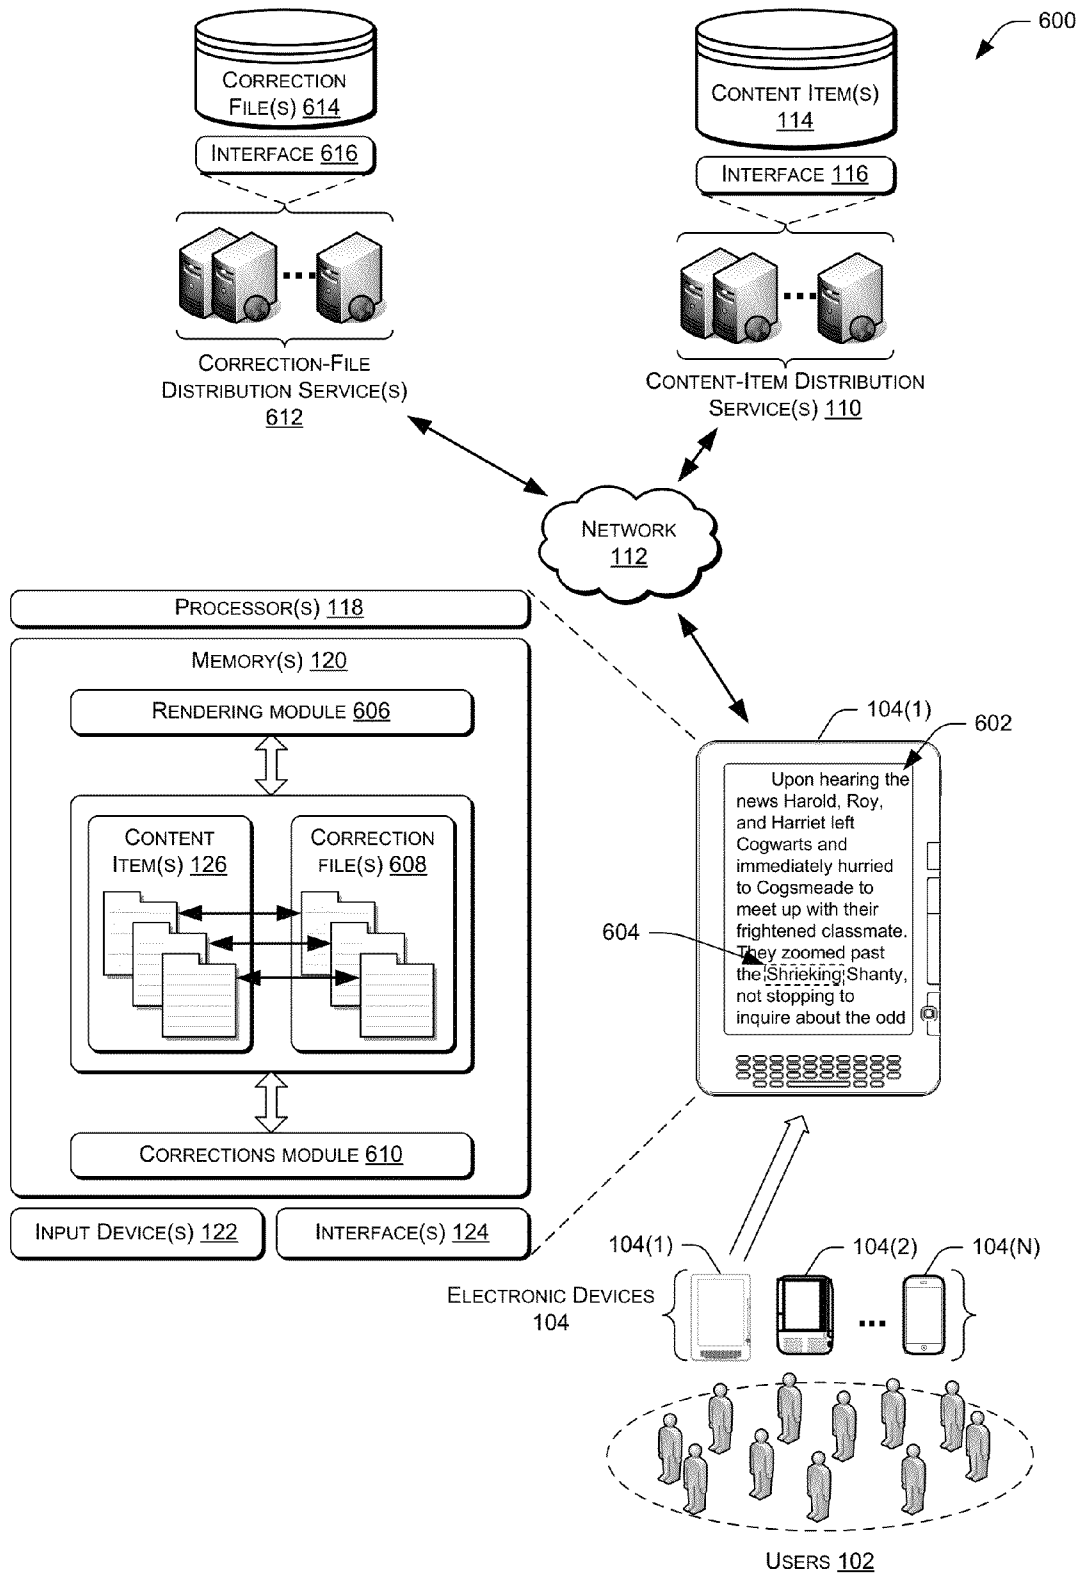 600
CORRECTION
FILE(S) 614
INTERFACE 616
CONTENT ITEM(S)
114
INTERFACE 116
CORRECTION-FILE
DISTRIBUTION SERVICE(S)
612
CONTENT-ITEM DISTRIBUTION
SERVICE(S) 110
NETWORK
112
PROCESSOR(S) 118
MEMORY(S) 120
RENDERING MODULE 606
CONTENT
ITEM(S) 126
CORRECTION
FILE(S) 608
CORRECTIONS MODULE 610
INPUT DEVICE(S) 122
INTERFACE(S) 124
104(1)
602
Upon hearing the
news Harold, Roy,
and Harriet left
Cogwarts and
immediately hurried
to Cogsmeade to
meet up with their
frightened classmate.
They zoomed past
the Shrieking Shanty,
not stopping to
inquire about the odd
604
104(1)
104(2)
104(N)
ELECTRONIC DEVICES
104
USERS 102